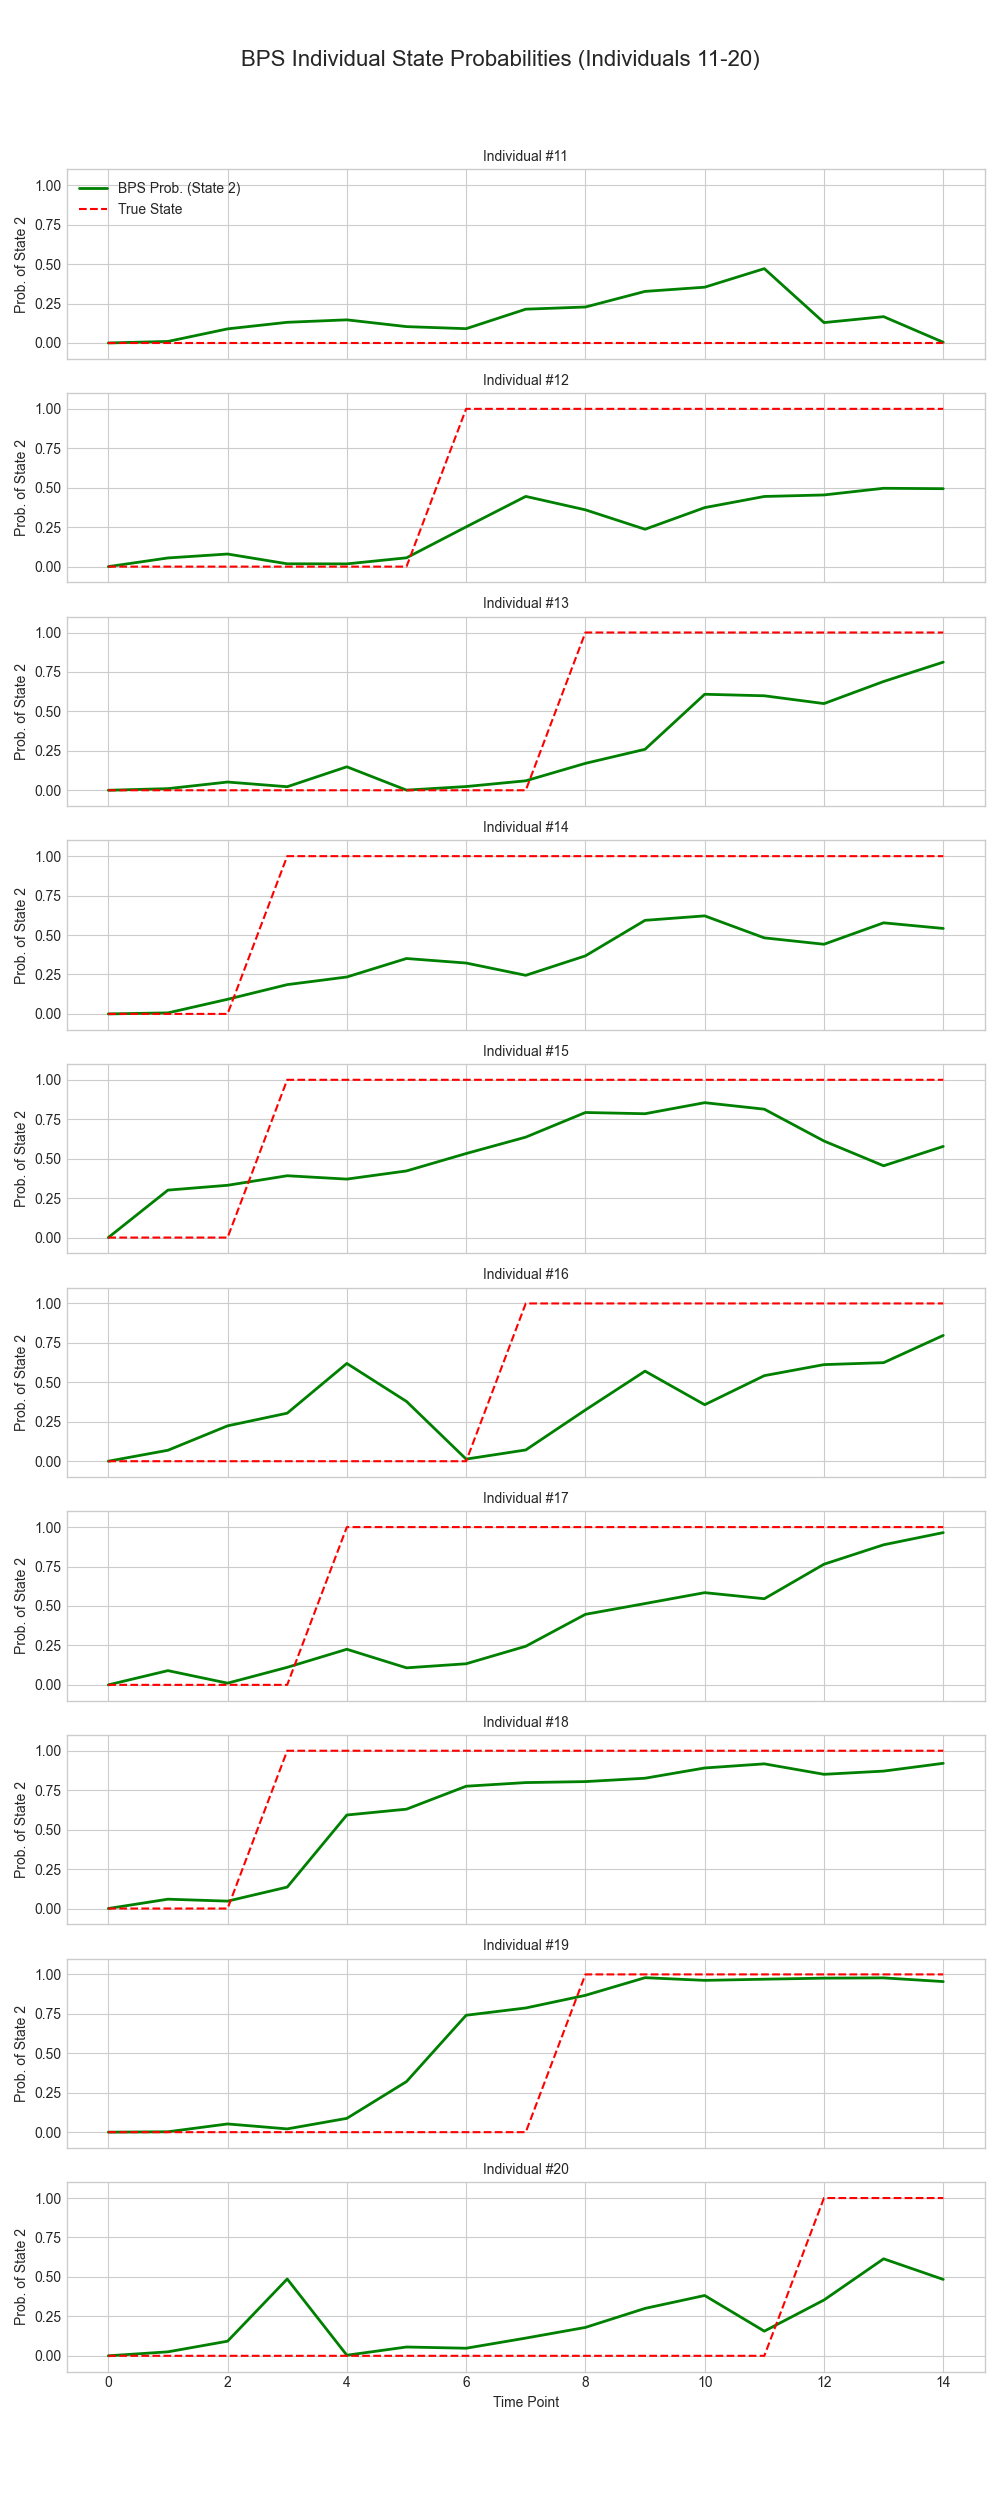 BPS Individual State Probabilities (Individuals 11-20)
Individual #11
1.00
0.75
0.50
0.25
0.00
Prob. of State 2
BPS Prob. (State 2)
True State
Individual #12
1.00
0.75
0.50
0.25
0.00
Prob. of State 2
Individual #13
1.00
0.75
0.50
0.25
0.00
Prob. of State 2
Individual #14
1.00
0.75
0.50
0.25
0.00
Prob. of State 2
Individual #15
1.00
0.75
0.50
0.25
0.00
Prob. of State 2
Individual #16
1.00
0.75
0.50
0.25
0.00
Prob. of State 2
Individual #17
1.00
0.75
0.50
0.25
0.00
Prob. of State 2
Individual #18
1.00
0.75
0.50
0.25
0.00
Prob. of State 2
Individual #19
1.00
0.75
0.50
0.25
0.00
Prob. of State 2
Individual #20
1.00
0.75
0.50
0.25
0.00
Prob. of State 2
0 2 4 6 8 10 12 14
Time Point